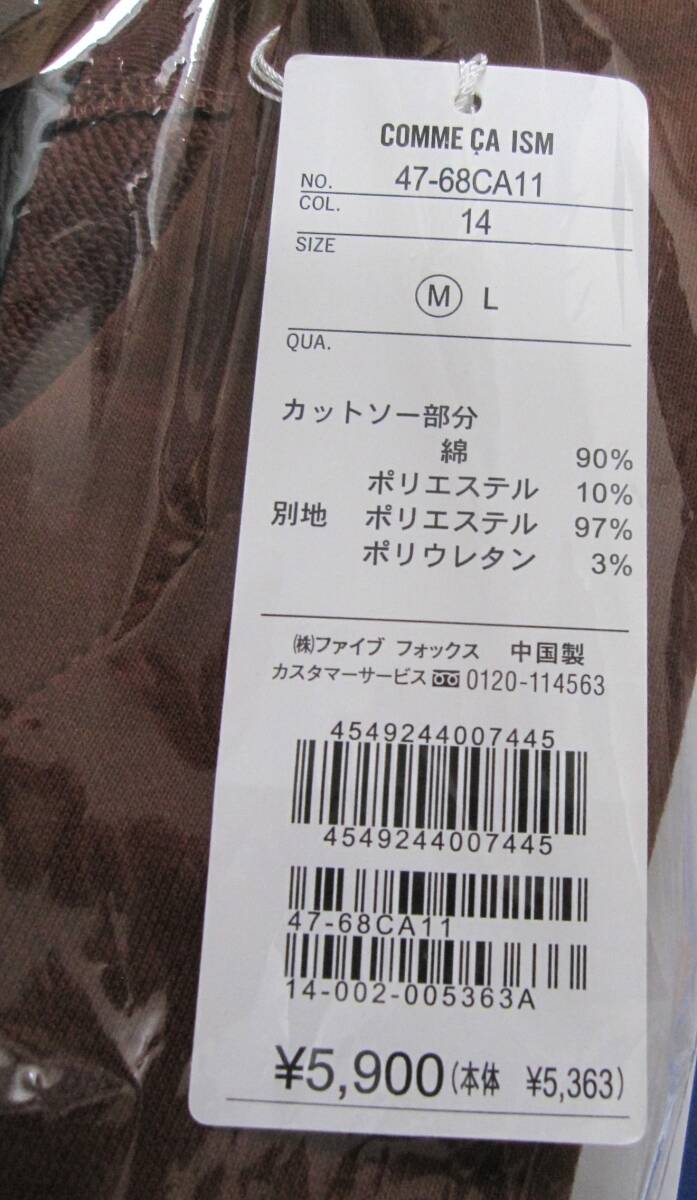 COMME ÇA ISM
NO. 47-68CA11
COL. 14
SIZE
M L
QUA.
カットソー部分
綿 90%
ポリエステル 10%
別地 ポリエステル 97%
ポリウレタン 3%
㈱ファイブ フォックス 中国製
カスタマーサービス 0120-114563
4549244007445
4549244007445
47-68CA11
14-002-005363A
¥5,900(本体 ¥5,363)